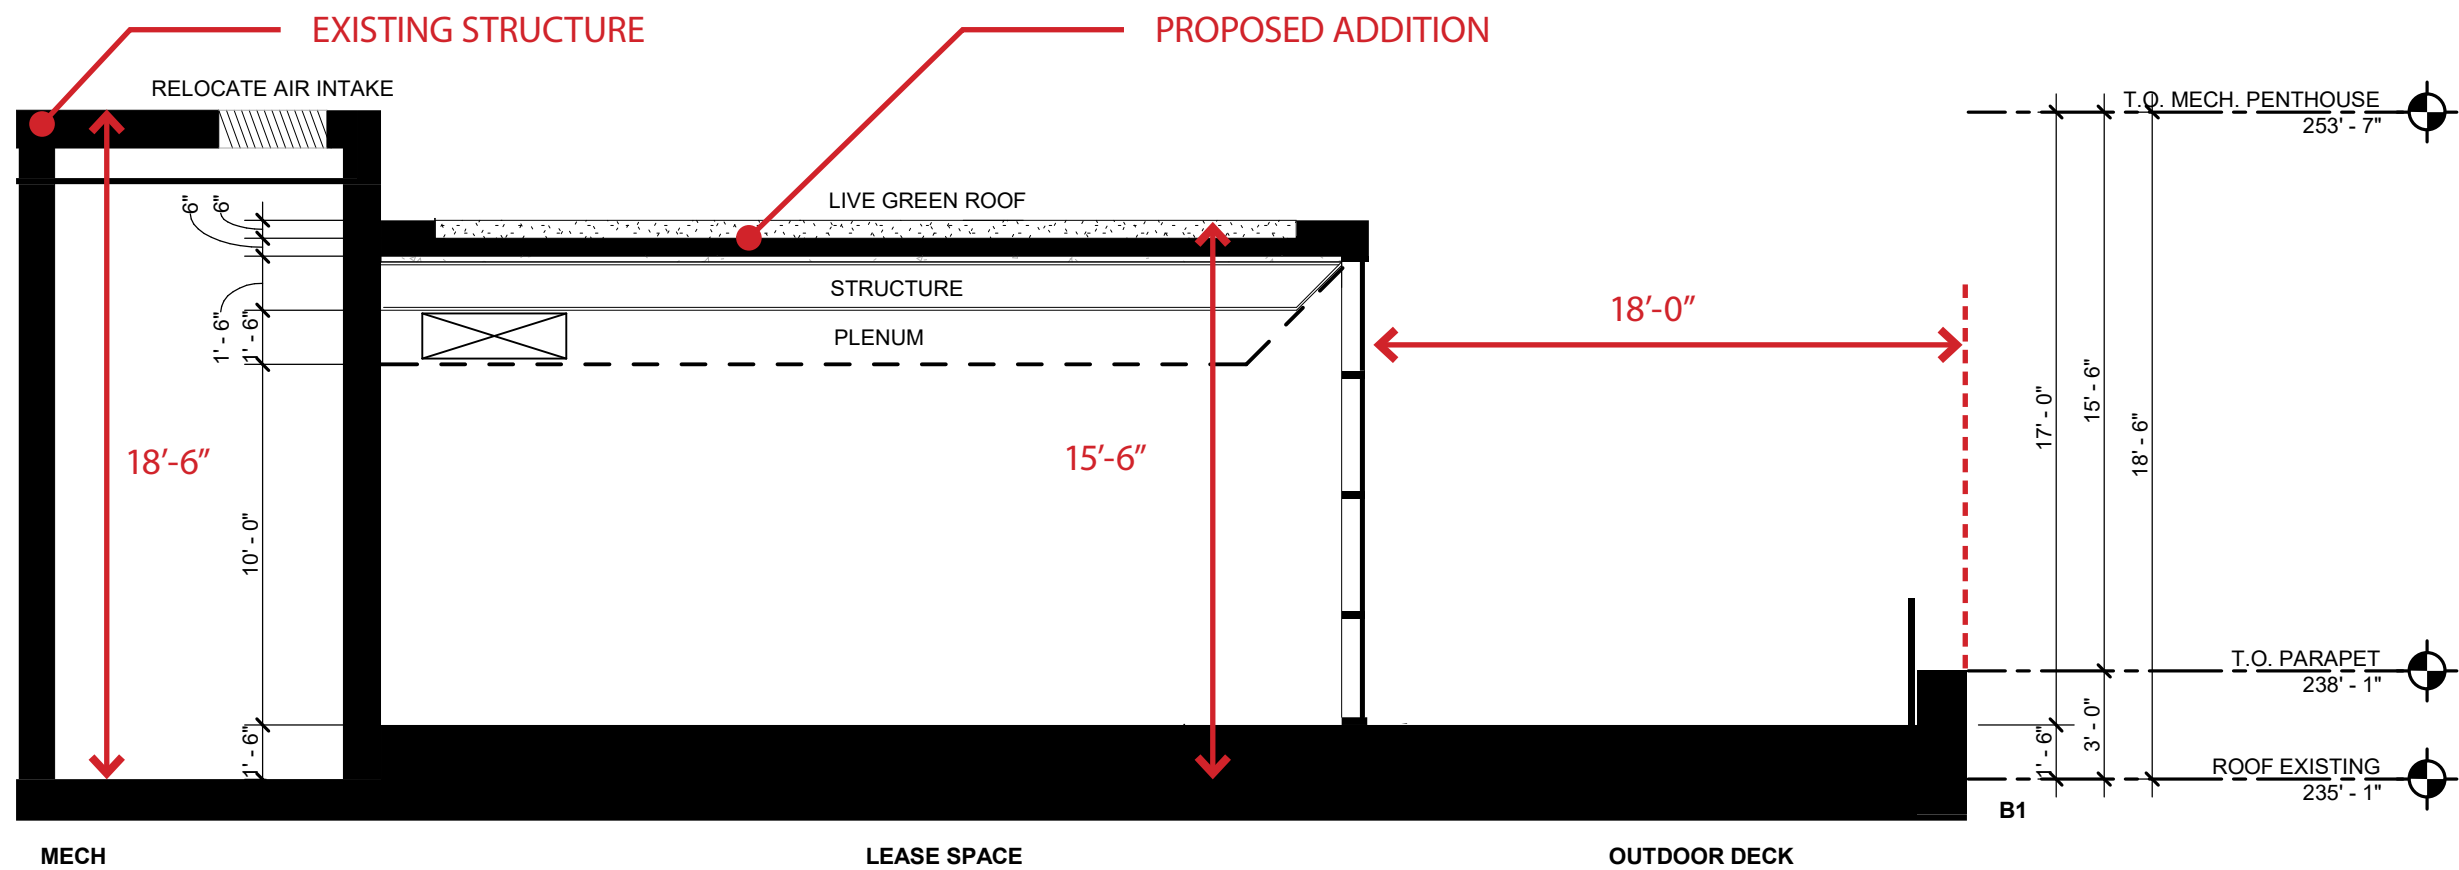 EXISTING STRUCTURE
PROPOSED ADDITION
RELOCATE AIR INTAKE
T.O. MECH. PENTHOUSE
253' - 7"
6"
6"
LIVE GREEN ROOF
STRUCTURE
18’-0”
PLENUM
1' - 6"
1' - 6"
17' - 0"
15' - 6"
18' - 6"
18’-6”
15’-6”
10' - 0"
T.O. PARAPET
238' - 1"
1' - 6"
1' - 6"
3' - 0"
ROOF EXISTING
235' - 1"
B1
MECH
LEASE SPACE
OUTDOOR DECK